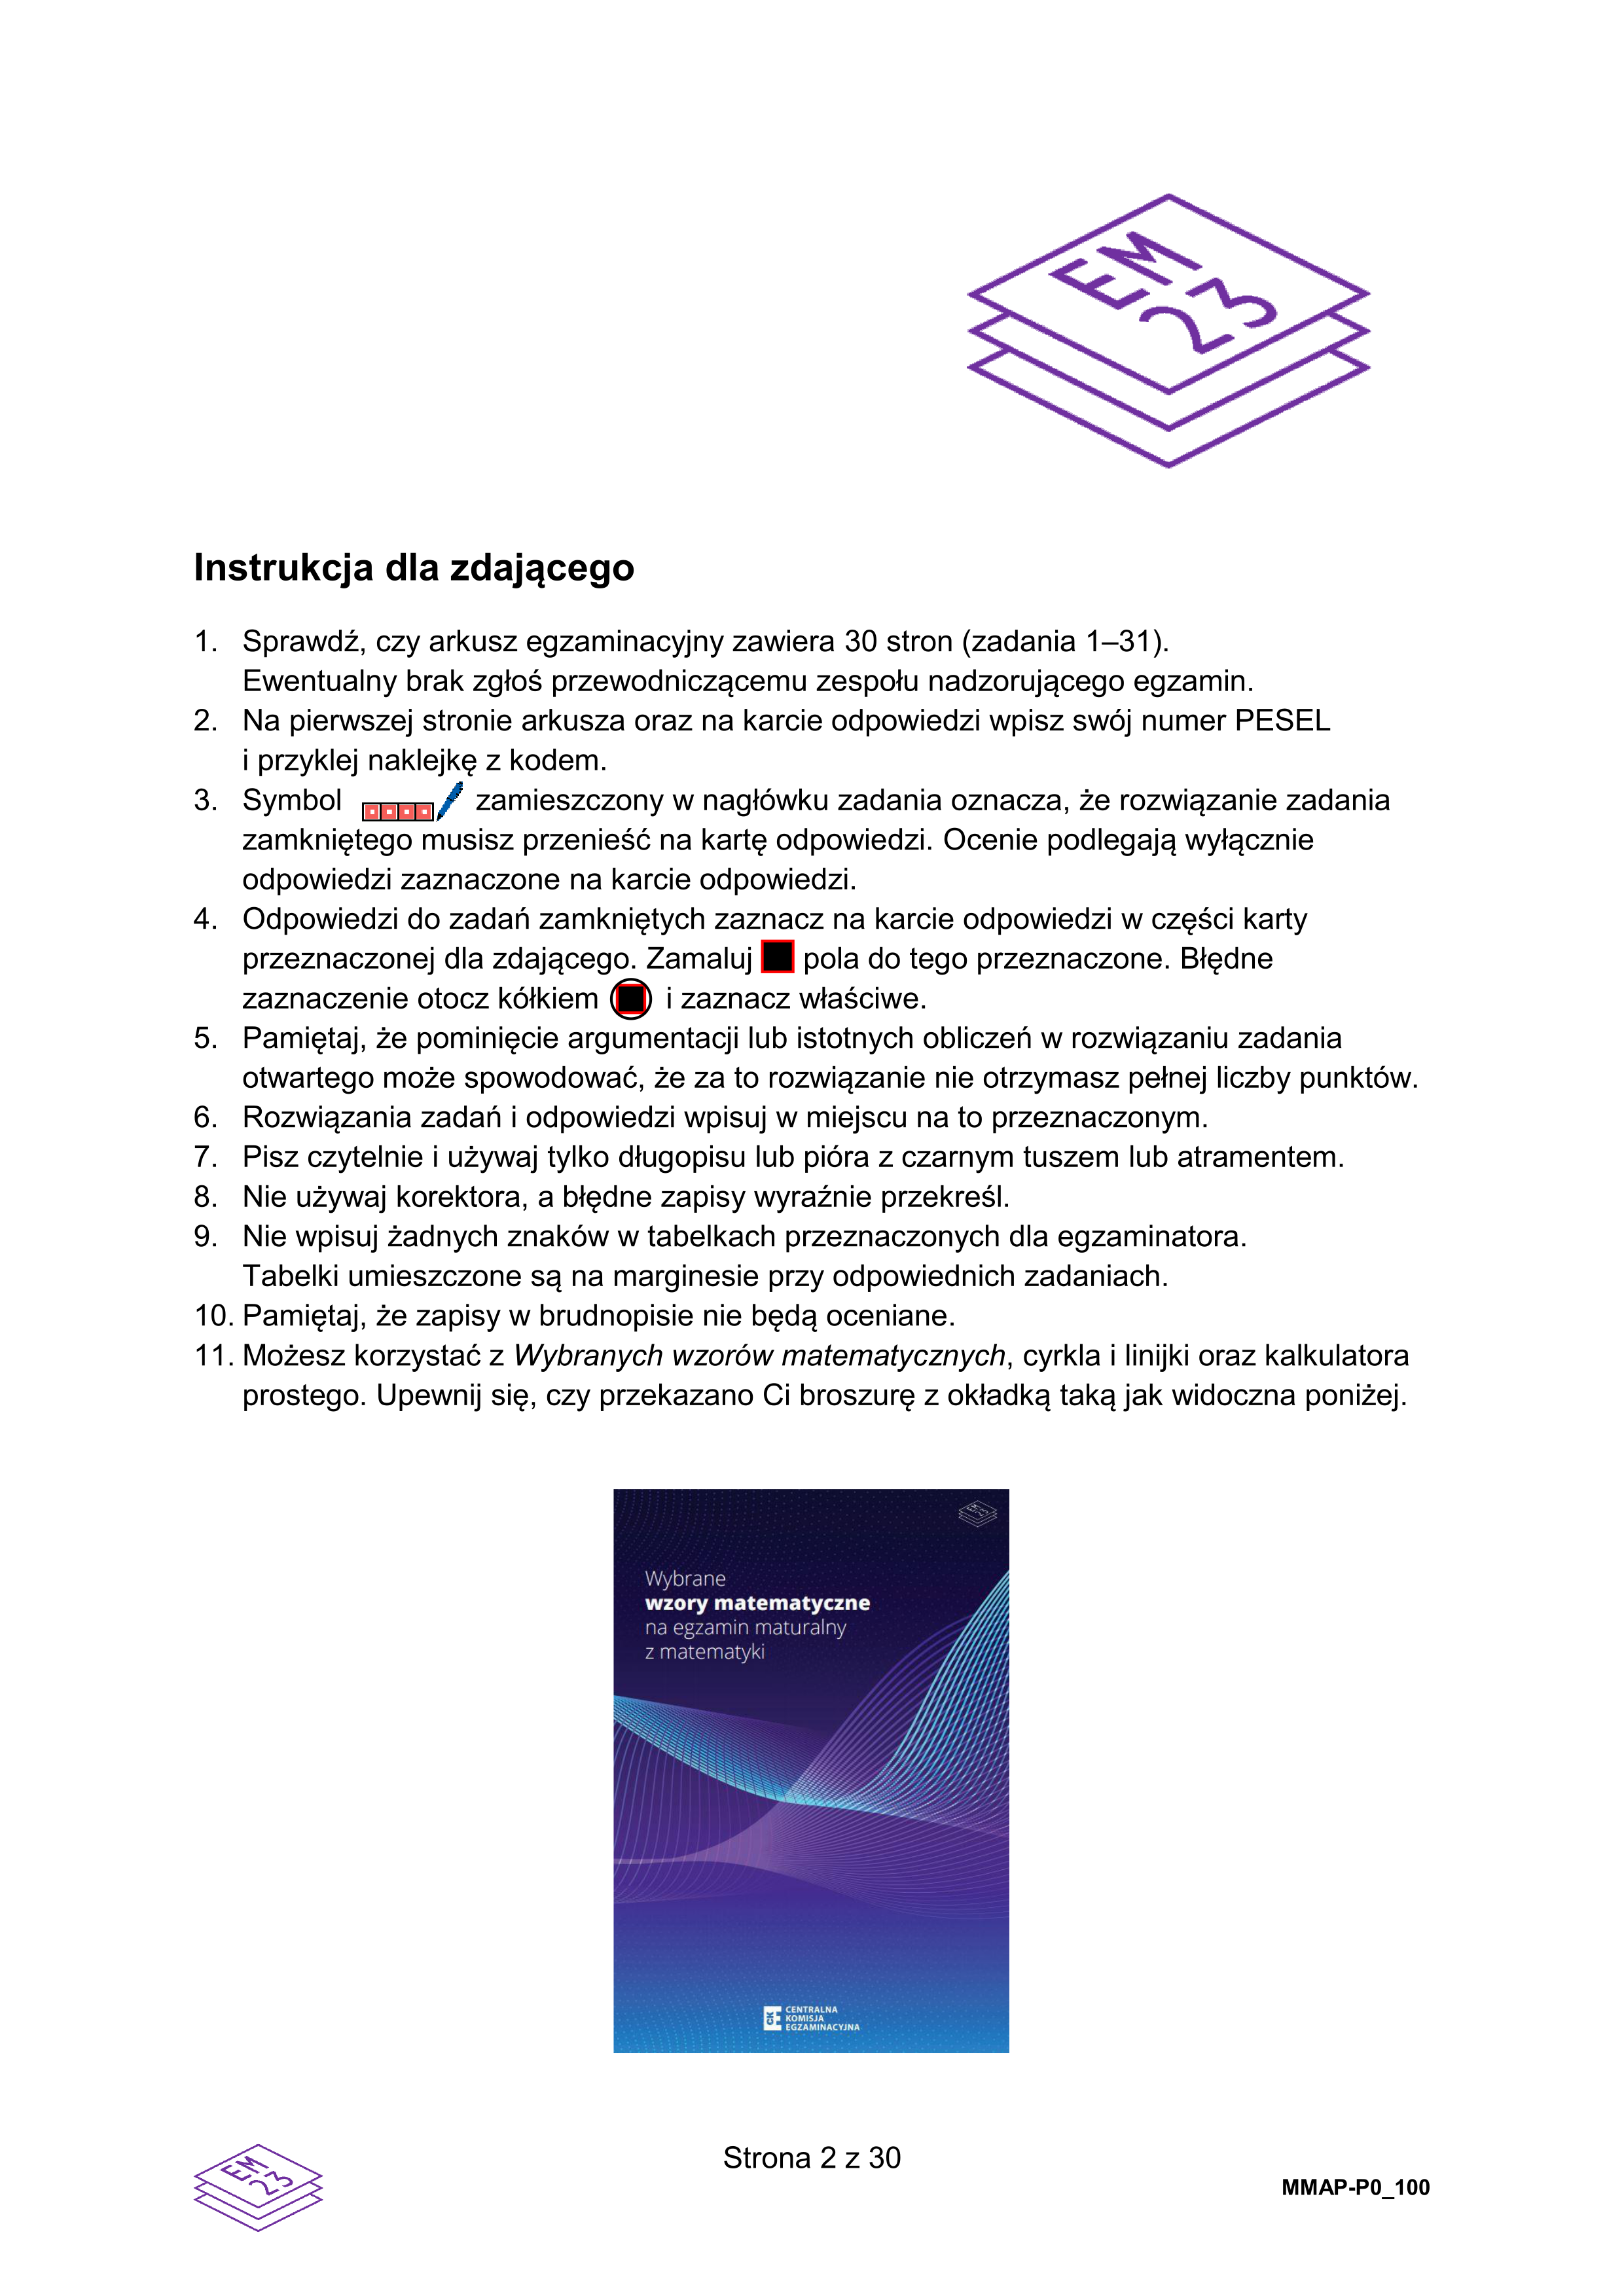 EM
23
Instrukcja dla zdającego
1. Sprawdź, czy arkusz egzaminacyjny zawiera 30 stron (zadania 1–31).
Ewentualny brak zgłoś przewodniczącemu zespołu nadzorującego egzamin.
2. Na pierwszej stronie arkusza oraz na karcie odpowiedzi wpisz swój numer PESEL
i przyklej naklejkę z kodem.
3. Symbol zamieszczony w nagłówku zadania oznacza, że rozwiązanie zadania
zamkniętego musisz przenieść na kartę odpowiedzi. Ocenie podlegają wyłącznie
odpowiedzi zaznaczone na karcie odpowiedzi.
4. Odpowiedzi do zadań zamkniętych zaznacz na karcie odpowiedzi w części karty
przeznaczonej dla zdającego. Zamaluj pola do tego przeznaczone. Błędne
zaznaczenie otocz kółkiem i zaznacz właściwe.
5. Pamiętaj, że pominięcie argumentacji lub istotnych obliczeń w rozwiązaniu zadania
otwartego może spowodować, że za to rozwiązanie nie otrzymasz pełnej liczby punktów.
6. Rozwiązania zadań i odpowiedzi wpisuj w miejscu na to przeznaczonym.
7. Pisz czytelnie i używaj tylko długopisu lub pióra z czarnym tuszem lub atramentem.
8. Nie używaj korektora, a błędne zapisy wyraźnie przekreśl.
9. Nie wpisuj żadnych znaków w tabelkach przeznaczonych dla egzaminatora.
Tabelki umieszczone są na marginesie przy odpowiednich zadaniach.
10. Pamiętaj, że zapisy w brudnopisie nie będą oceniane.
11. Możesz korzystać z Wybranych wzorów matematycznych, cyrkla i linijki oraz kalkulatora
prostego. Upewnij się, czy przekazano Ci broszurę z okładką taką jak widoczna poniżej.
EM
23
Wybrane
wzory matematyczne
na egzamin maturalny
z matematyki
CKE
CENTRALNA
KOMISJA
EGZAMINACYJNA
EM
23
Strona 2 z 30
MMAP-P0_100